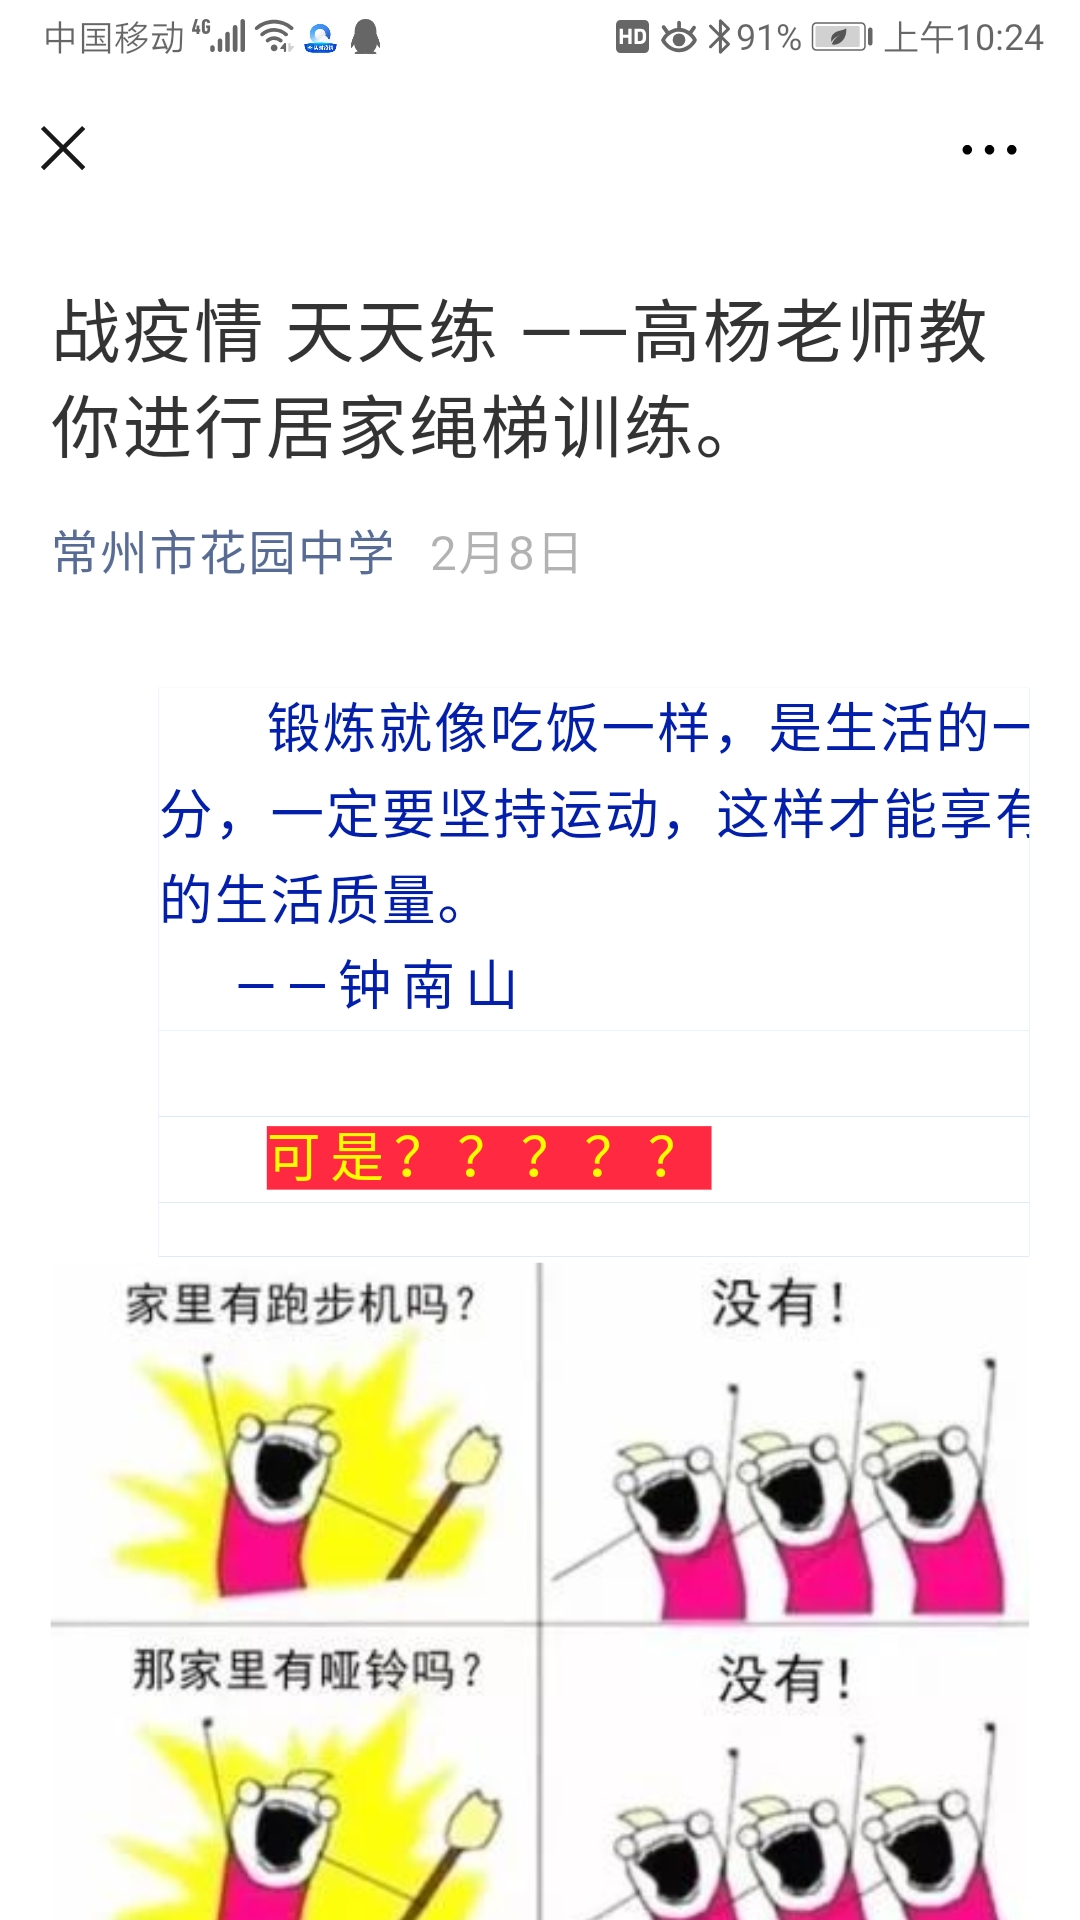 中国移动 4G HD 91% 上午10:24
战疫情 天天练 ——高杨老师教
你进行居家绳梯训练。
常州市花园中学 2月8日
锻炼就像吃饭一样，是生活的一
分，一定要坚持运动，这样才能享有
的生活质量。
——钟南山
可是？？？？？
家里有跑步机吗？
没有！
那家里有哑铃吗？
没有！